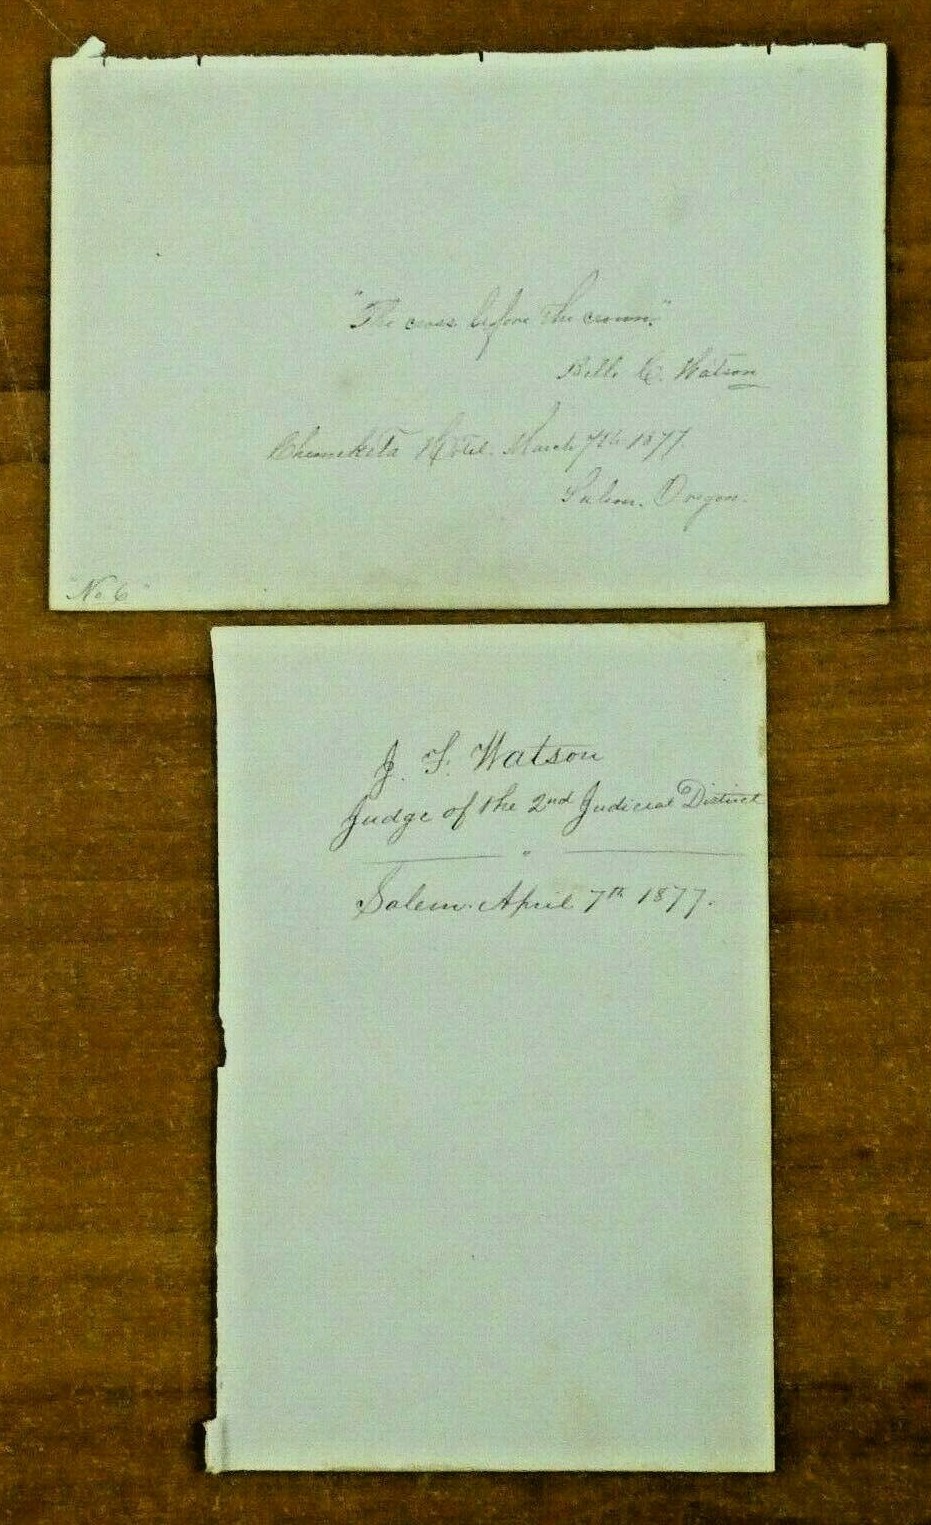 "The cross before the crown."
Belle C. Watson
Chemeketa Hotel. March 7th 1877.
Salem. Oregon.
"No 6"
J. F. Watson
Judge of the 2nd Judicial District
Salem. April 7th 1877.